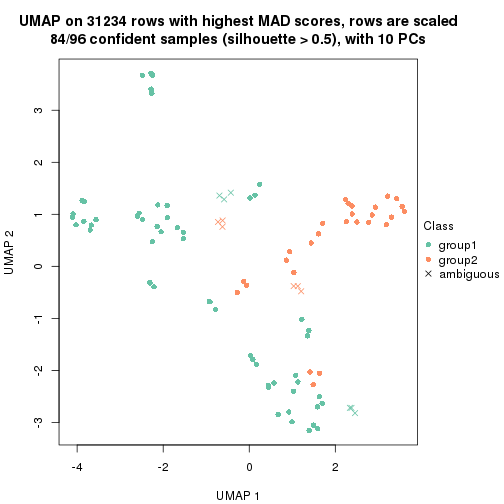 UMAP on 31234 rows with highest MAD scores, rows are scaled
84/96 confident samples (silhouette > 0.5), with 10 PCs
3
2
1
0
-1
-2
-3
UMAP 2
-4
-2
0
2
UMAP 1
Class
group1
group2
ambiguous